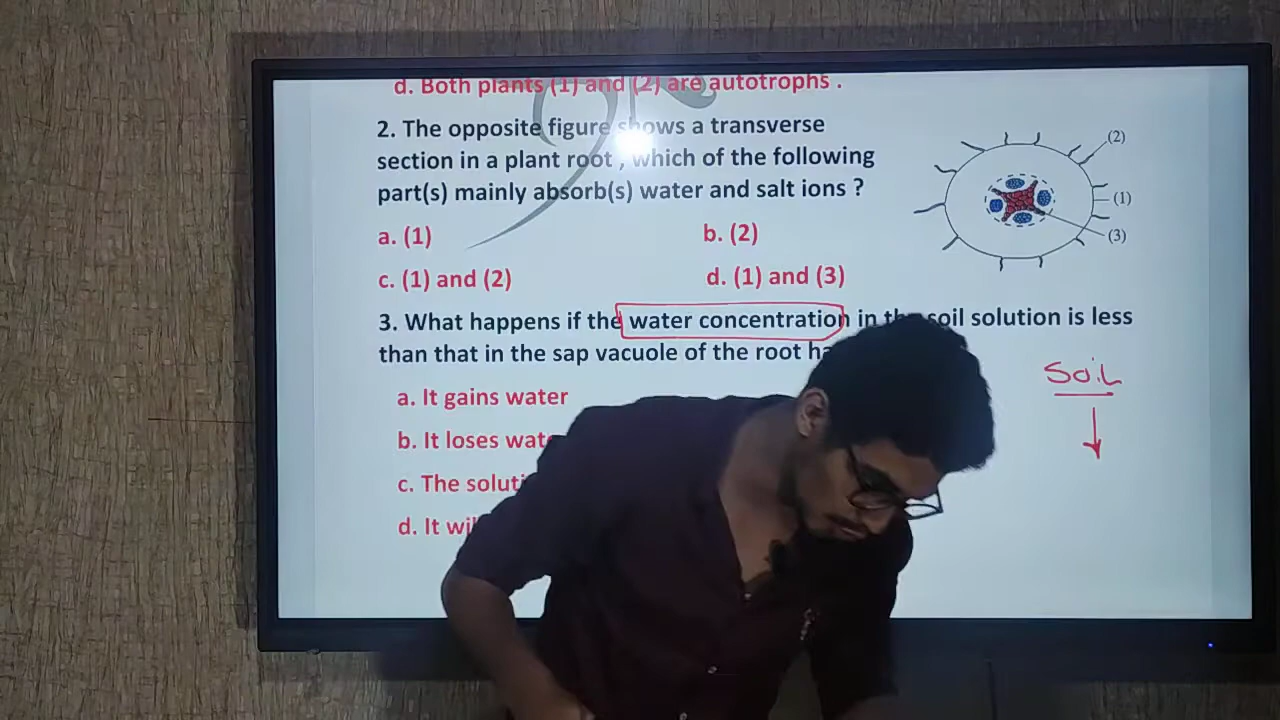 d. Both plants (1) and (2) are autotrophs .
2. The opposite figure shows a transverse
section in a plant root , which of the following
part(s) mainly absorb(s) water and salt ions ?
(2)
(1)
(3)
a. (1)
b. (2)
c. (1) and (2)
d. (1) and (3)
3. What happens if the water concentration in the soil solution is less
than that in the sap vacuole of the root
Soil
a. It gains water
b. It loses
c. The
d. It